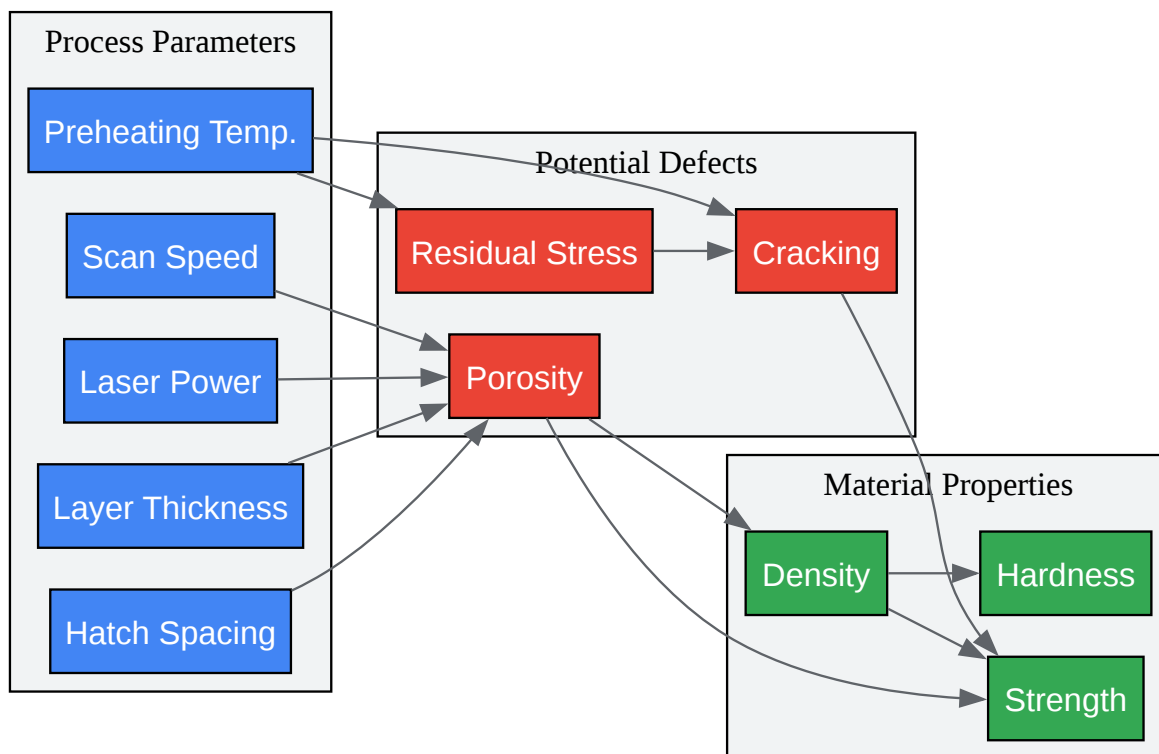 Process Parameters
Preheating Temp.
Scan Speed
Laser Power
Layer Thickness
Hatch Spacing
Potential Defects
Residual Stress
Cracking
Porosity
Material Properties
Density
Hardness
Strength